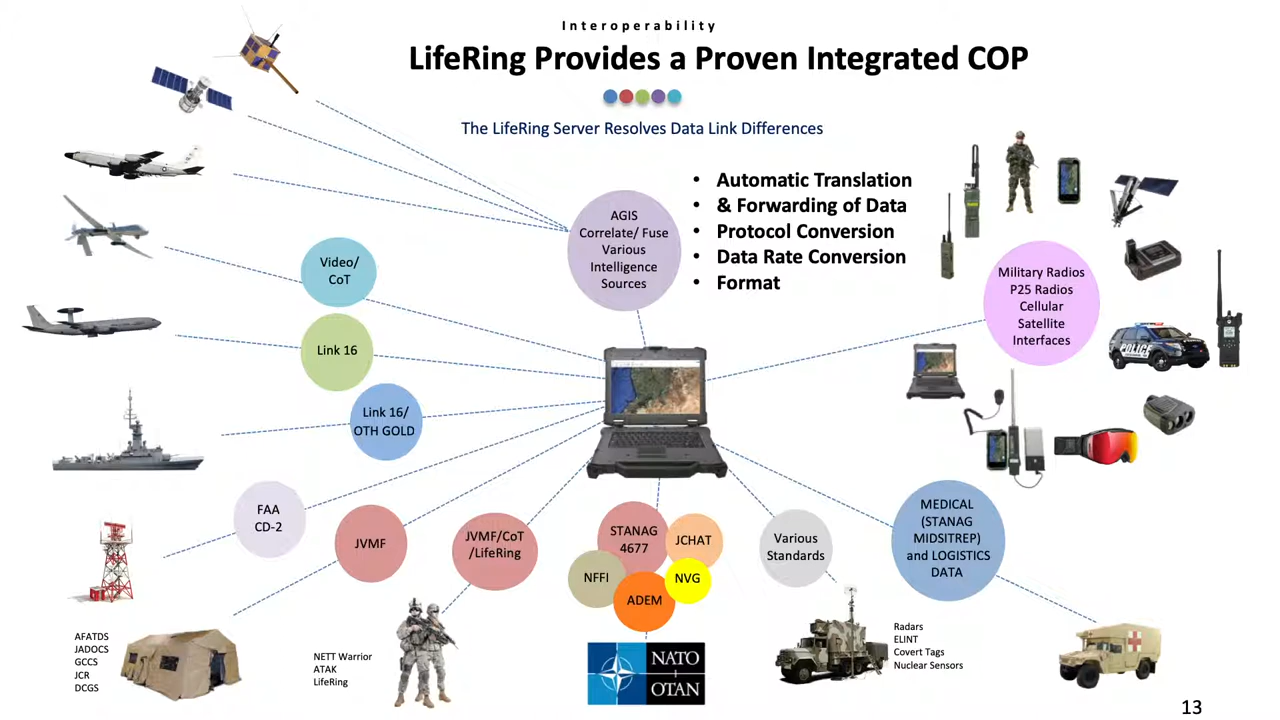 Interoperability
LifeRing Provides a Proven Integrated COP
The LifeRing Server Resolves Data Link Differences
• Automatic Translation
• & Forwarding of Data
• Protocol Conversion
• Data Rate Conversion
• Format
AGIS
Correlate/ Fuse
Various
Intelligence
Sources
Military Radios
P25 Radios
Cellular
Satellite
Interfaces
Video/
CoT
Link 16
Link 16/
OTH GOLD
POLICE
FAA
CD-2
JVMF
JVMF/CoT
/LifeRing
STANAG
4677
JCHAT
NFFI
NVG
ADEM
Various
Standards
MEDICAL
(STANAG
MIDSITREP)
and LOGISTICS
DATA
AFATDS
JADOCS
GCCS
JCR
DCGS
NETT Warrior
ATAK
LifeRing
NATO
OTAN
Radars
ELINT
Covert Tags
Nuclear Sensors
13